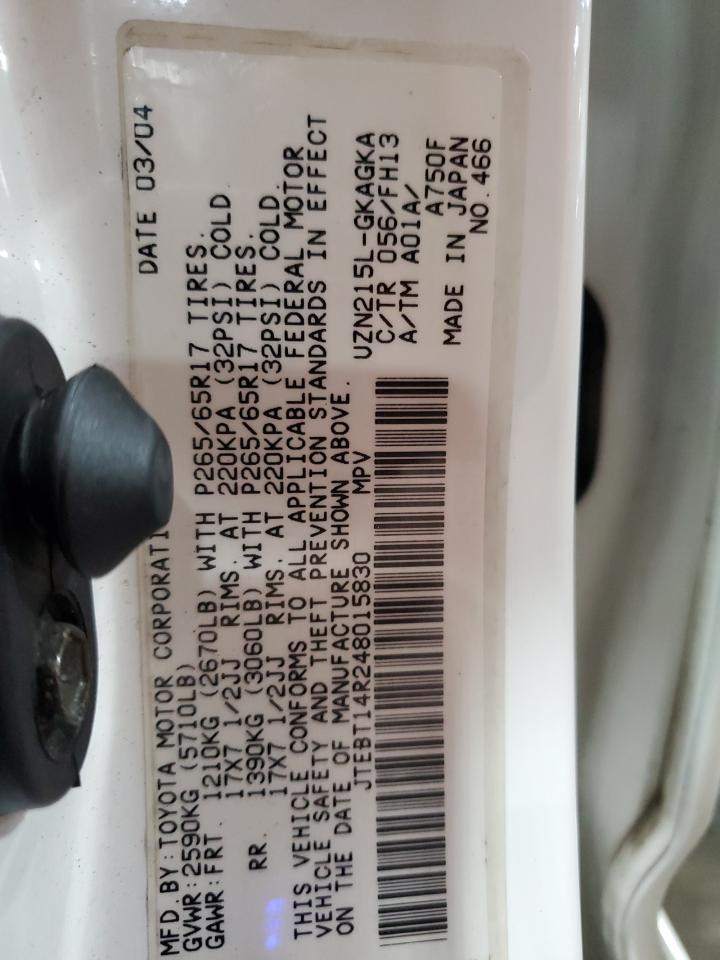 MFD. BY: TOYOTA MOTOR CORPORATI DATE 03/04
GVWR: 2590KG (5710LB)
GAWR: FRT. 1210KG (2670LB) WITH P265/65R17 TIRES.
17X7 1/2JJ RIMS. AT 220KPA (32PSI) COLD.
RR. 1390KG (3060LB) WITH P265/65R17 TIRES.
17X7 1/2JJ RIMS. AT 220KPA (32PSI) COLD.
THIS VEHICLE CONFORMS TO ALL APPLICABLE FEDERAL MOTOR
VEHICLE SAFETY AND THEFT PREVENTION STANDARDS IN EFFECT
ON THE DATE OF MANUFACTURE SHOWN ABOVE.
JTEBT14R248015830 MPV
UZN215L-GKAGKA
C/TR 056/FH13
A/TM A01A/
A750F
MADE IN JAPAN
NO. 466